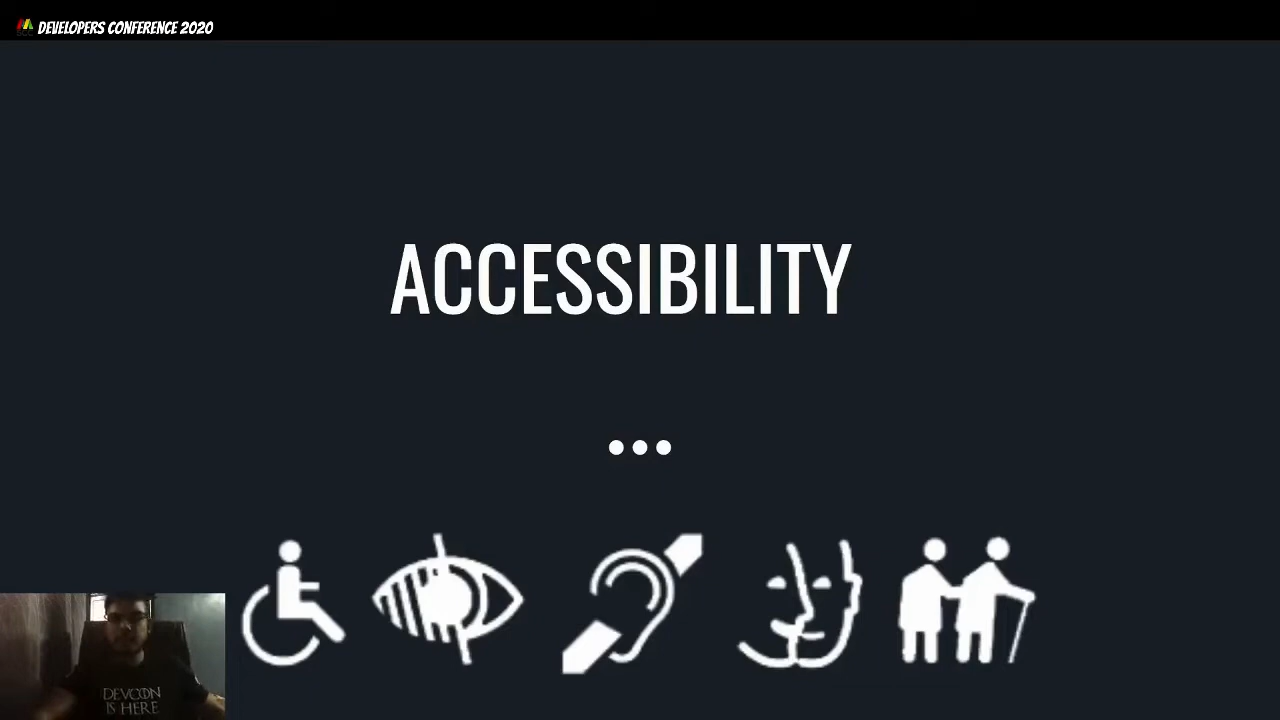 DEVELOPERS CONFERENCE 2020
ACCESSIBILITY
...
DEVCON
IS HERE